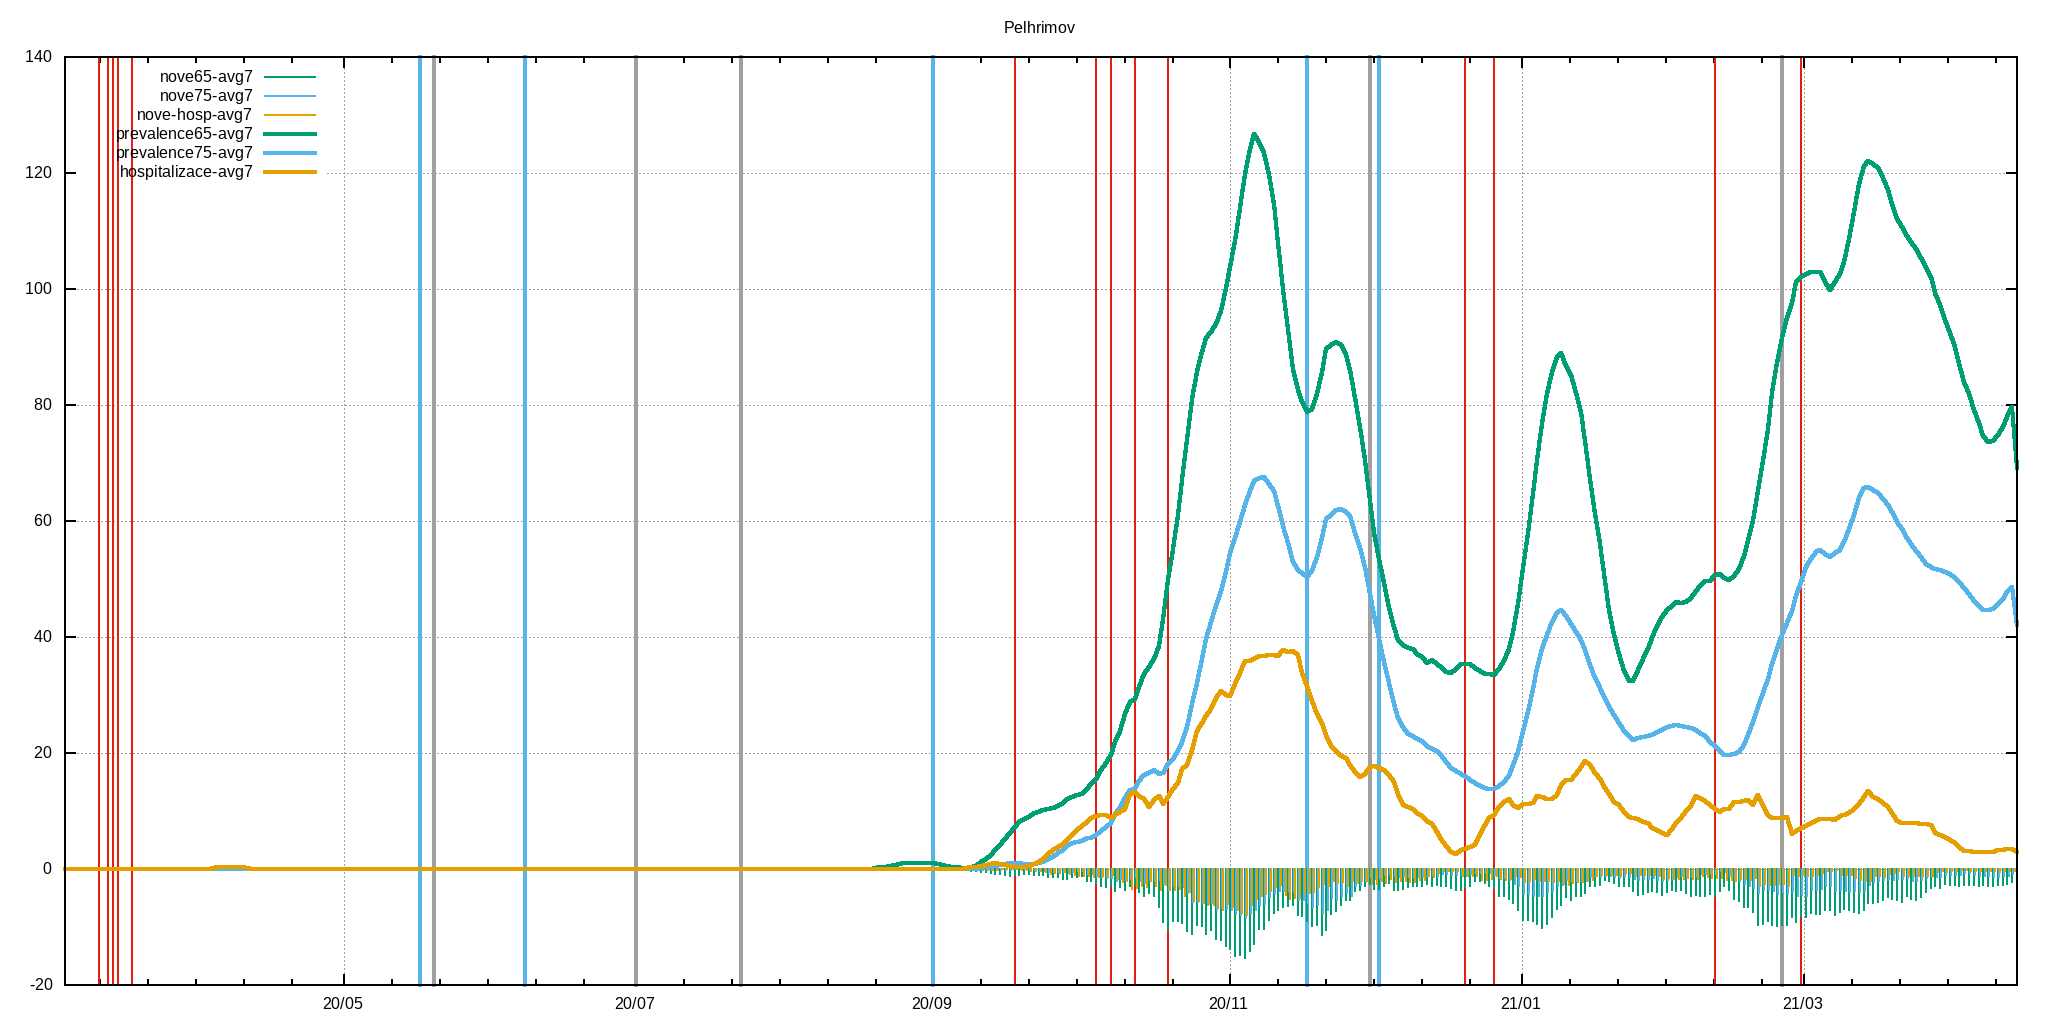 Pelhrimov
140
120
100
80
60
40
20
0
-20
nove65-avg7
nove75-avg7
nove-hosp-avg7
prevalence65-avg7
prevalence75-avg7
hospitalizace-avg7
20/05 20/07 20/09 20/11 21/01 21/03